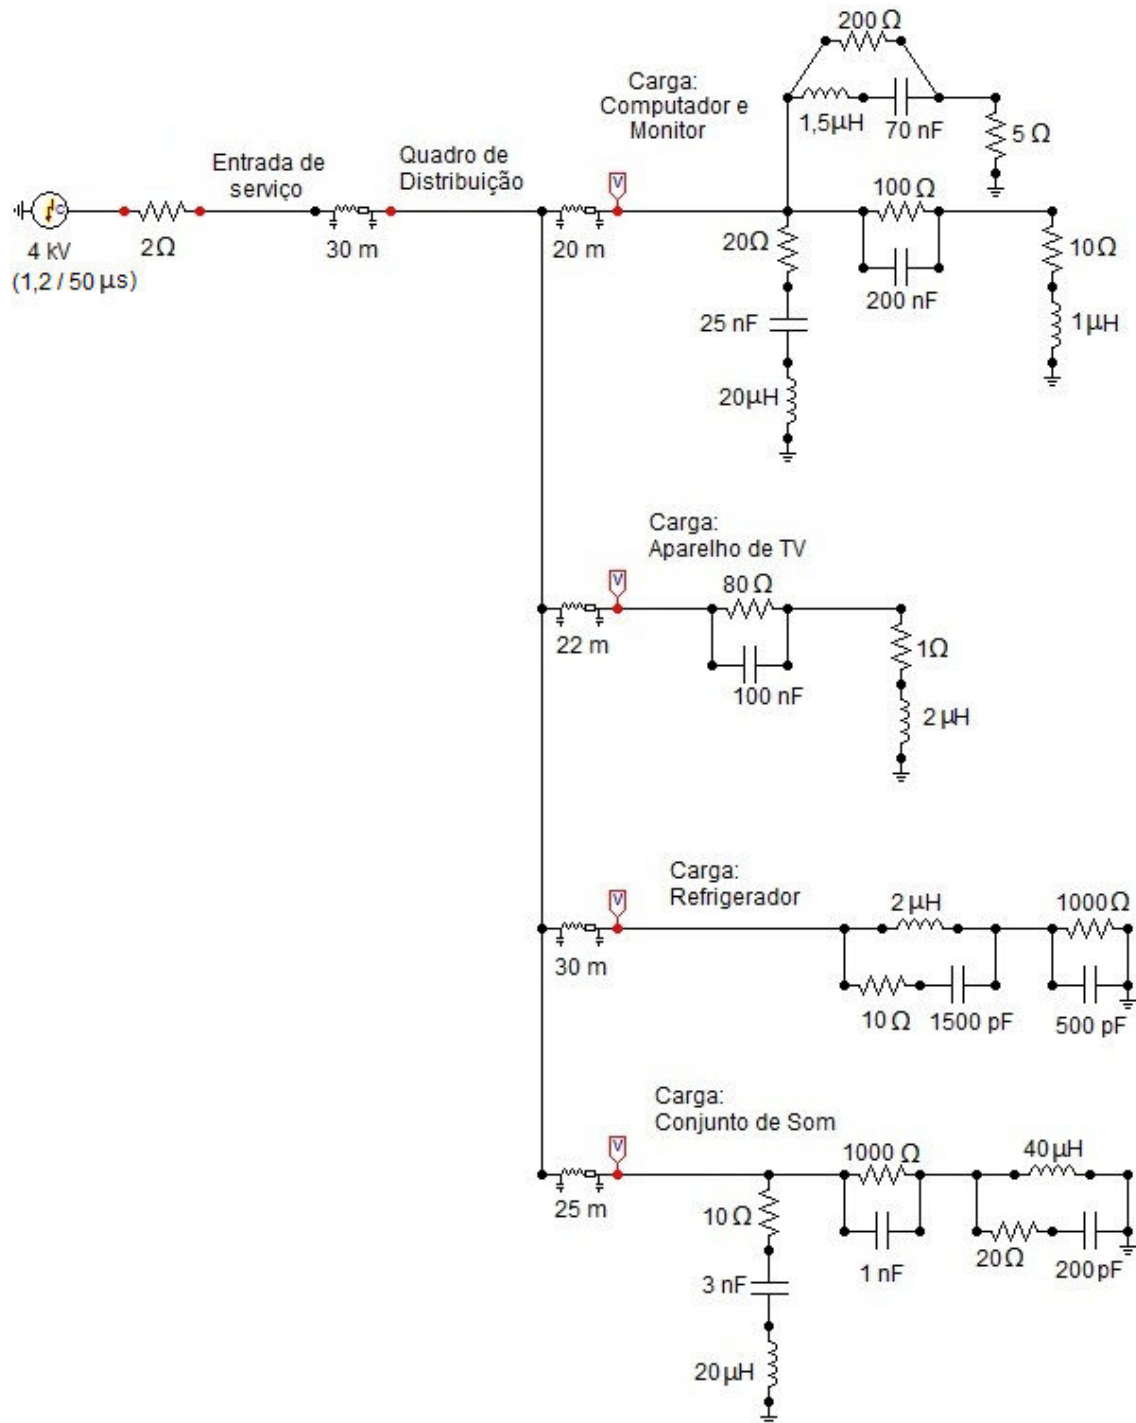 200 Ω
Carga:
Computador e
Monitor
1,5µH
70 nF
5 Ω
Entrada de
serviço
Quadro de
Distribuição
V
100Ω
4 kV
(1,2 / 50 µs)
2Ω
30 m
20 m
20Ω
200 nF
10Ω
25 nF
1µH
20µH
Carga:
Aparelho de TV
V
80 Ω
22 m
100 nF
1Ω
2 µH
Carga:
Refrigerador
V
2 µH
1000Ω
30 m
10Ω
1500 pF
500 pF
Carga:
Conjunto de Som
V
1000 Ω
40µH
25 m
10Ω
1 nF
20Ω
200pF
3 nF
20µH